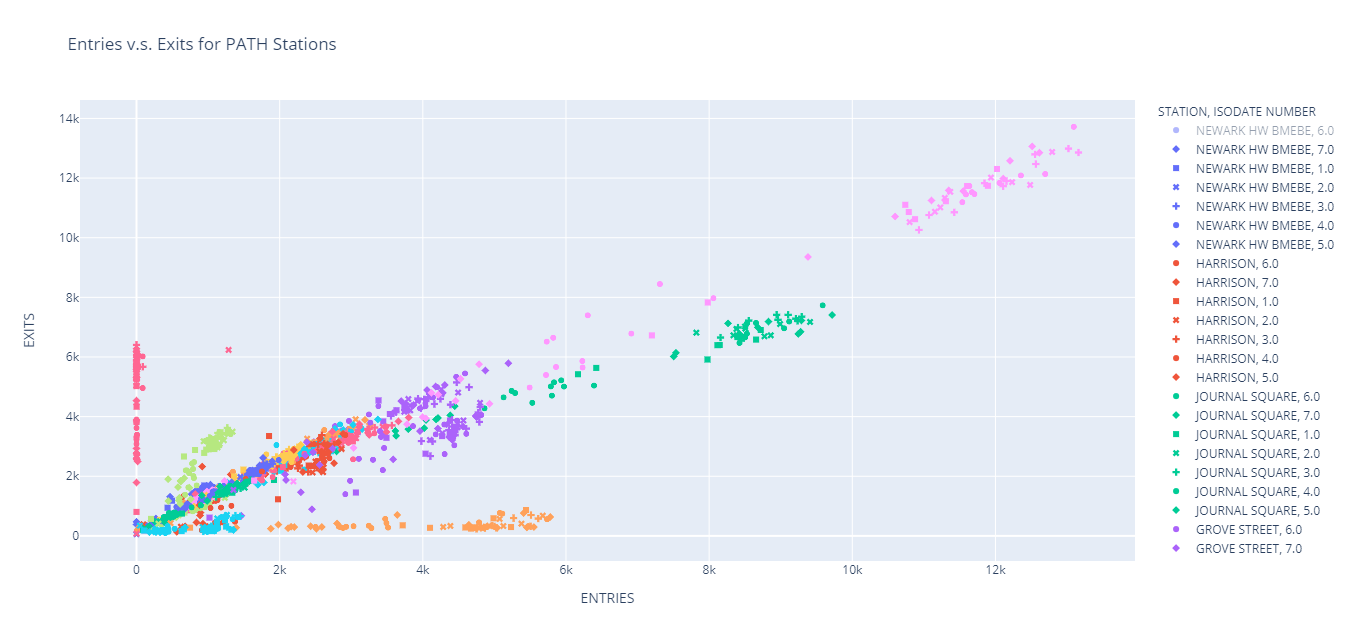 Entries v.s. Exits for PATH Stations
14k
12k
10k
8k
6k
4k
2k
0
EXITS
0
2k
4k
6k
8k
10k
12k
ENTRIES
STATION, ISODATE NUMBER
NEWARK HW BMEBE, 6.0
NEWARK HW BMEBE, 7.0
NEWARK HW BMEBE, 1.0
NEWARK HW BMEBE, 2.0
NEWARK HW BMEBE, 3.0
NEWARK HW BMEBE, 4.0
NEWARK HW BMEBE, 5.0
HARRISON, 6.0
HARRISON, 7.0
HARRISON, 1.0
HARRISON, 2.0
HARRISON, 3.0
HARRISON, 4.0
HARRISON, 5.0
JOURNAL SQUARE, 6.0
JOURNAL SQUARE, 7.0
JOURNAL SQUARE, 1.0
JOURNAL SQUARE, 2.0
JOURNAL SQUARE, 3.0
JOURNAL SQUARE, 4.0
JOURNAL SQUARE, 5.0
GROVE STREET, 6.0
GROVE STREET, 7.0